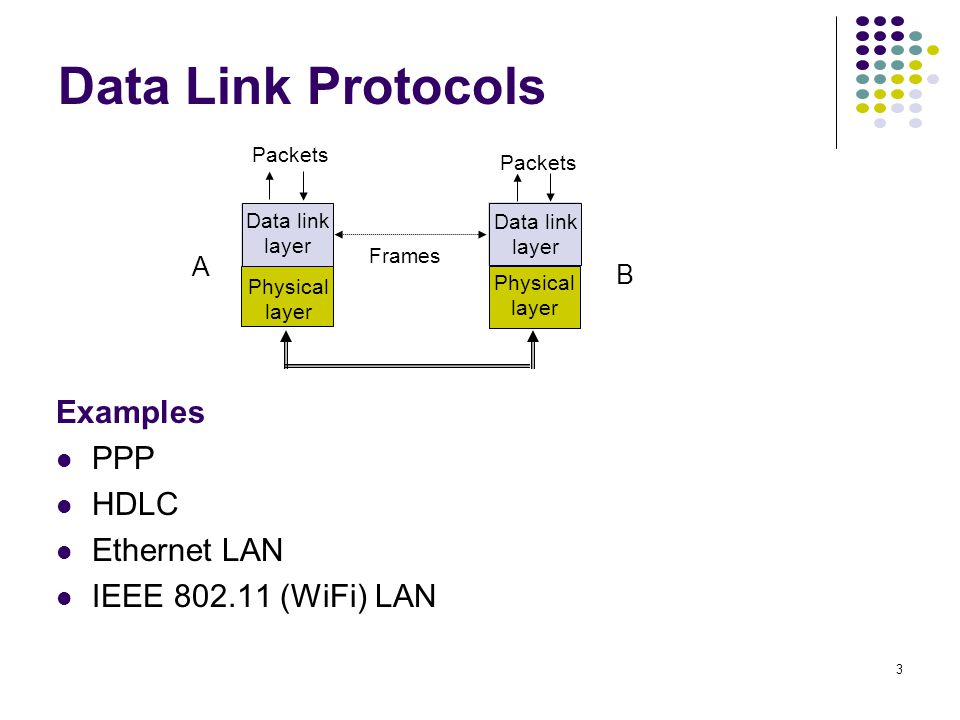 Data Link Protocols
Packets
Packets
Data link
layer
Data link
layer
Frames
A
B
Physical
layer
Physical
layer
Examples
PPP
HDLC
Ethernet LAN
IEEE 802.11 (WiFi) LAN
3